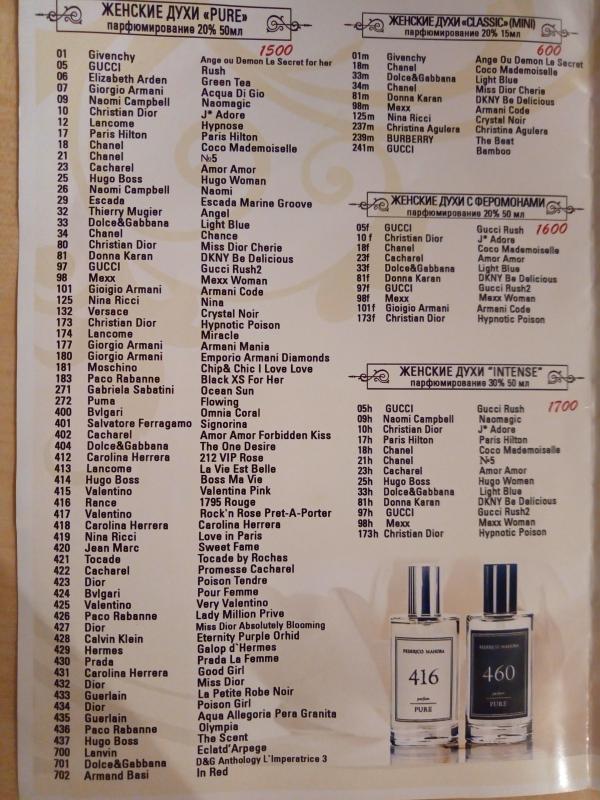 ЖЕНСКИЕ ДУХИ «PURE»
парфюмирование 20% 50мл
1500
01 Givenchy Ange ou Demon Le Secret for her
05 GUCCI Rush
06 Elizabeth Arden Green Tea
07 Giorgio Armani Acqua Di Gio
09 Naomi Campbell Naomagic
10 Christian Dior J* Adore
12 Lancome Hypnose
17 Paris Hilton Paris Hilton
18 Chanel Coco Mademoiselle
21 Chanel №5
23 Cacharel Amor Amor
25 Hugo Boss Hugo Woman
26 Naomi Campbell Naomi
29 Escada Escada Marine Groove
32 Thierry Mugier Angel
33 Dolce&Gabbana Light Blue
34 Chanel Chance
80 Christian Dior Miss Dior Cherie
81 Donna Karan DKNY Be Delicious
97 GUCCI Gucci Rush2
98 Mexx Mexx Woman
101 Gioigio Armani Armani Code
125 Nina Ricci Nina
132 Versace Crystal Noir
173 Christian Dior Hypnotic Poison
174 Lancome Miracle
177 Giorgio Armani Armani Mania
180 Giorgio Armani Emporio Armani Diamonds
181 Moschino Chip& Chic I Love Love
183 Paco Rabanne Black XS For Her
271 Gabriela Sabatini Ocean Sun
272 Puma Flowing
400 Bvlgari Omnia Coral
401 Salvatore Ferragamo Signorina
402 Cacharel Amor Amor Forbidden Kiss
404 Dolce&Gabbana The One Desire
412 Carolina Herrera 212 VIP Rose
413 Lancome La Vie Est Belle
414 Hugo Boss Boss Ma Vie
415 Valentino Valentina Pink
416 Rance 1795 Rouge
417 Valentino Rock'n Rose Pret-A-Porter
418 Carolina Herrera Carolina Herrera
419 Nina Ricci Love in Paris
420 Jean Marc Sweet Fame
421 Tocade Tocade by Rochas
422 Cacharel Promesse Cacharel
423 Dior Poison Tendre
424 Bvlgari Pour Femme
425 Valentino Very Valentino
426 Paco Rabanne Lady Million Prive
427 Dior Miss Dior Absolutely Blooming
428 Calvin Klein Eternity Purple Orhid
429 Hermes Galop d`Hermes
430 Prada Prada La Femme
431 Carolina Herrera Good Girl
432 Dior Miss Dior
433 Guerlain La Petite Robe Noir
434 Dior Poison Girl
435 Guerlain Aqua Allegoria Pera Granita
436 Paco Rabanne Olympia
437 Hugo Boss The Scent
700 Lanvin Eclatd'Arpege
701 Dolce&Gabbana D&G Anthology L'Imperatrice 3
702 Armand Basi In Red
ЖЕНСКИЕ ДУХИ «CLASSIC» (MINI)
парфюмирование 20% 15мл
600
01m Givenchy Ange Ou Demon Le Secret
18m Chanel Coco Mademoiselle
33m Dolce&Gabbana Light Blue
34m Chanel Miss Dior Cherie
81m Donna Karan DKNY Be Delicious
98m Mexx Armani Code
125m Nina Ricci Crystal Noir
237m Christina Agulera Christina Agulera
239m BURBERRY The Beat
241m GUCCI Bamboo
ЖЕНСКИЕ ДУХИ С ФЕРОМОНАМИ
парфюмирование 20% 50 мл
1600
05f GUCCI Gucci Rush
10 f Christian Dior J* Adore
18f Chanel Coco Mademoiselle
23f Cacharel Amor Amor
33f Dolce&Gabbana Light Blue
81f Donna Karan DKNY Be Delicious
97f GUCCI Gucci Rush2
98f Mexx Mexx Woman
101f Gioigio Armani Armani Code
173f Christian Dior Hypnotic Poison
ЖЕНСКИЕ ДУХИ "INTENSE"
парфюмирование 30% 50 мл
1700
05h GUCCI Gucci Rush
09h Naomi Campbell Naomagic
10h Christian Dior J* Adore
17h Paris Hilton Paris Hilton
18h Chanel Coco Mademoiselle
21h Chanel №5
23h Cacharel Amor Amor
25h Hugo Boss Hugo Women
33h Dolce&Gabbana Light Blue
81h Donna Karan DKNY Be Delicious
97h GUCCI Gucci Rush2
98h Mexx Mexx Woman
173h Christian Dior Hypnotic Poison
FEDERICO MAHORA
416
parfum
PURE
FEDERICO MAHORA
460
parfum
PURE